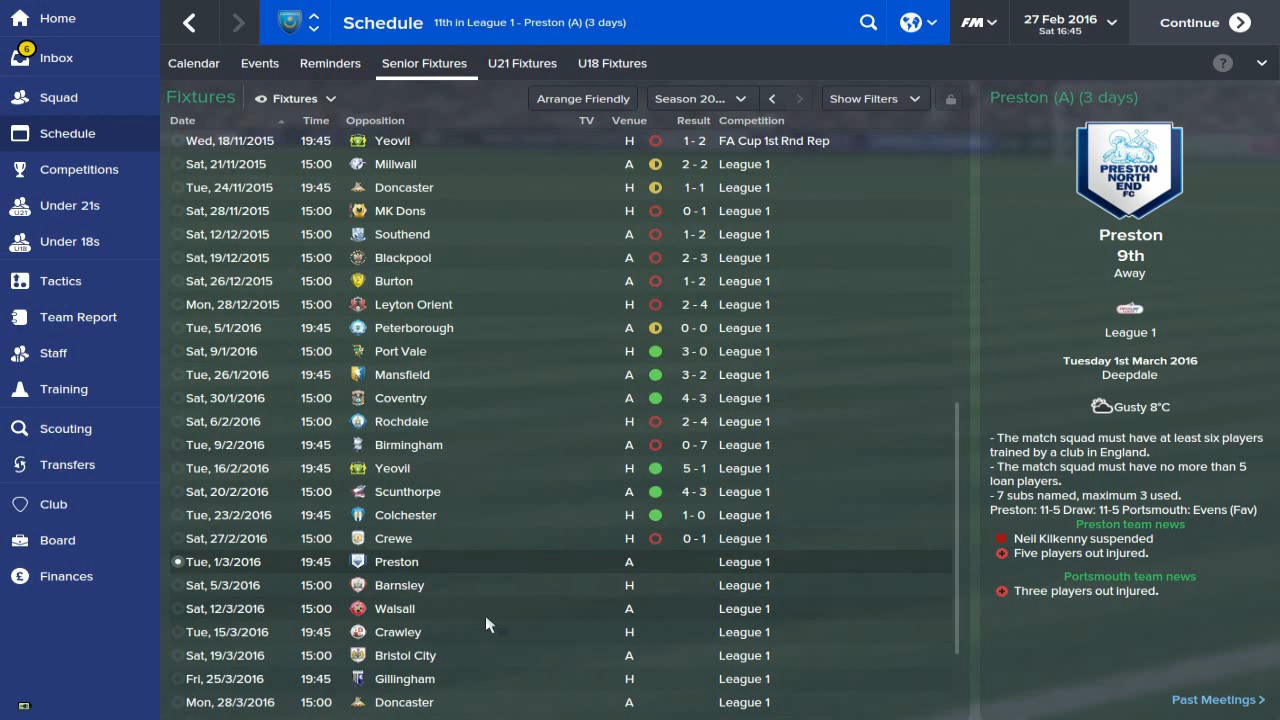 Home
Schedule
11th in League 1 - Preston (A) (3 days)
FM
27 Feb 2016
Sat 16:45
Continue
6
Inbox
Calendar
Events
Reminders
Senior Fixtures
U21 Fixtures
U18 Fixtures
?
Squad
Schedule
Competitions
U21
Under 21s
U18
Under 18s
Tactics
Team Report
Staff
Training
Scouting
Transfers
Club
Board
£ Finances
Fixtures
Fixtures
Arrange Friendly
Season 20...
Show Filters
Date Time Opposition TV Venue Result Competition
Wed, 18/11/2015 19:45 Yeovil H 1 - 2 FA Cup 1st Rnd Rep
Sat, 21/11/2015 15:00 Millwall A 2 - 2 League 1
Tue, 24/11/2015 19:45 Doncaster H 1 - 1 League 1
Sat, 28/11/2015 15:00 MK Dons H 0 - 1 League 1
Sat, 12/12/2015 15:00 Southend A 1 - 2 League 1
Sat, 19/12/2015 15:00 Blackpool A 2 - 3 League 1
Sat, 26/12/2015 15:00 Burton A 1 - 2 League 1
Mon, 28/12/2015 15:00 Leyton Orient H 2 - 4 League 1
Tue, 5/1/2016 19:45 Peterborough A 0 - 0 League 1
Sat, 9/1/2016 15:00 Port Vale H 3 - 0 League 1
Tue, 26/1/2016 19:45 Mansfield A 3 - 2 League 1
Sat, 30/1/2016 15:00 Coventry A 4 - 3 League 1
Sat, 6/2/2016 15:00 Rochdale H 2 - 4 League 1
Tue, 9/2/2016 19:45 Birmingham A 0 - 7 League 1
Tue, 16/2/2016 19:45 Yeovil H 5 - 1 League 1
Sat, 20/2/2016 15:00 Scunthorpe A 4 - 3 League 1
Tue, 23/2/2016 19:45 Colchester H 1 - 0 League 1
Sat, 27/2/2016 15:00 Crewe H 0 - 1 League 1
Tue, 1/3/2016 19:45 Preston A League 1
Sat, 5/3/2016 15:00 Barnsley H League 1
Sat, 12/3/2016 15:00 Walsall A League 1
Tue, 15/3/2016 19:45 Crawley H League 1
Sat, 19/3/2016 15:00 Bristol City A League 1
Fri, 25/3/2016 19:45 Gillingham H League 1
Mon, 28/3/2016 15:00 Doncaster A League 1
Preston (A) (3 days)
PRESTON
NORTH
END
FC
Preston
9th
Away
League 1
Tuesday 1st March 2016
Deepdale
Gusty 8°C
- The match squad must have at least six players
trained by a club in England.
- The match squad must have no more than 5
loan players.
- 7 subs named, maximum 3 used.
Preston: 11-5 Draw: 11-5 Portsmouth: Evens (Fav)
Preston team news
Neil Kilkenny suspended
Five players out injured.
Portsmouth team news
Three players out injured.
Past Meetings >